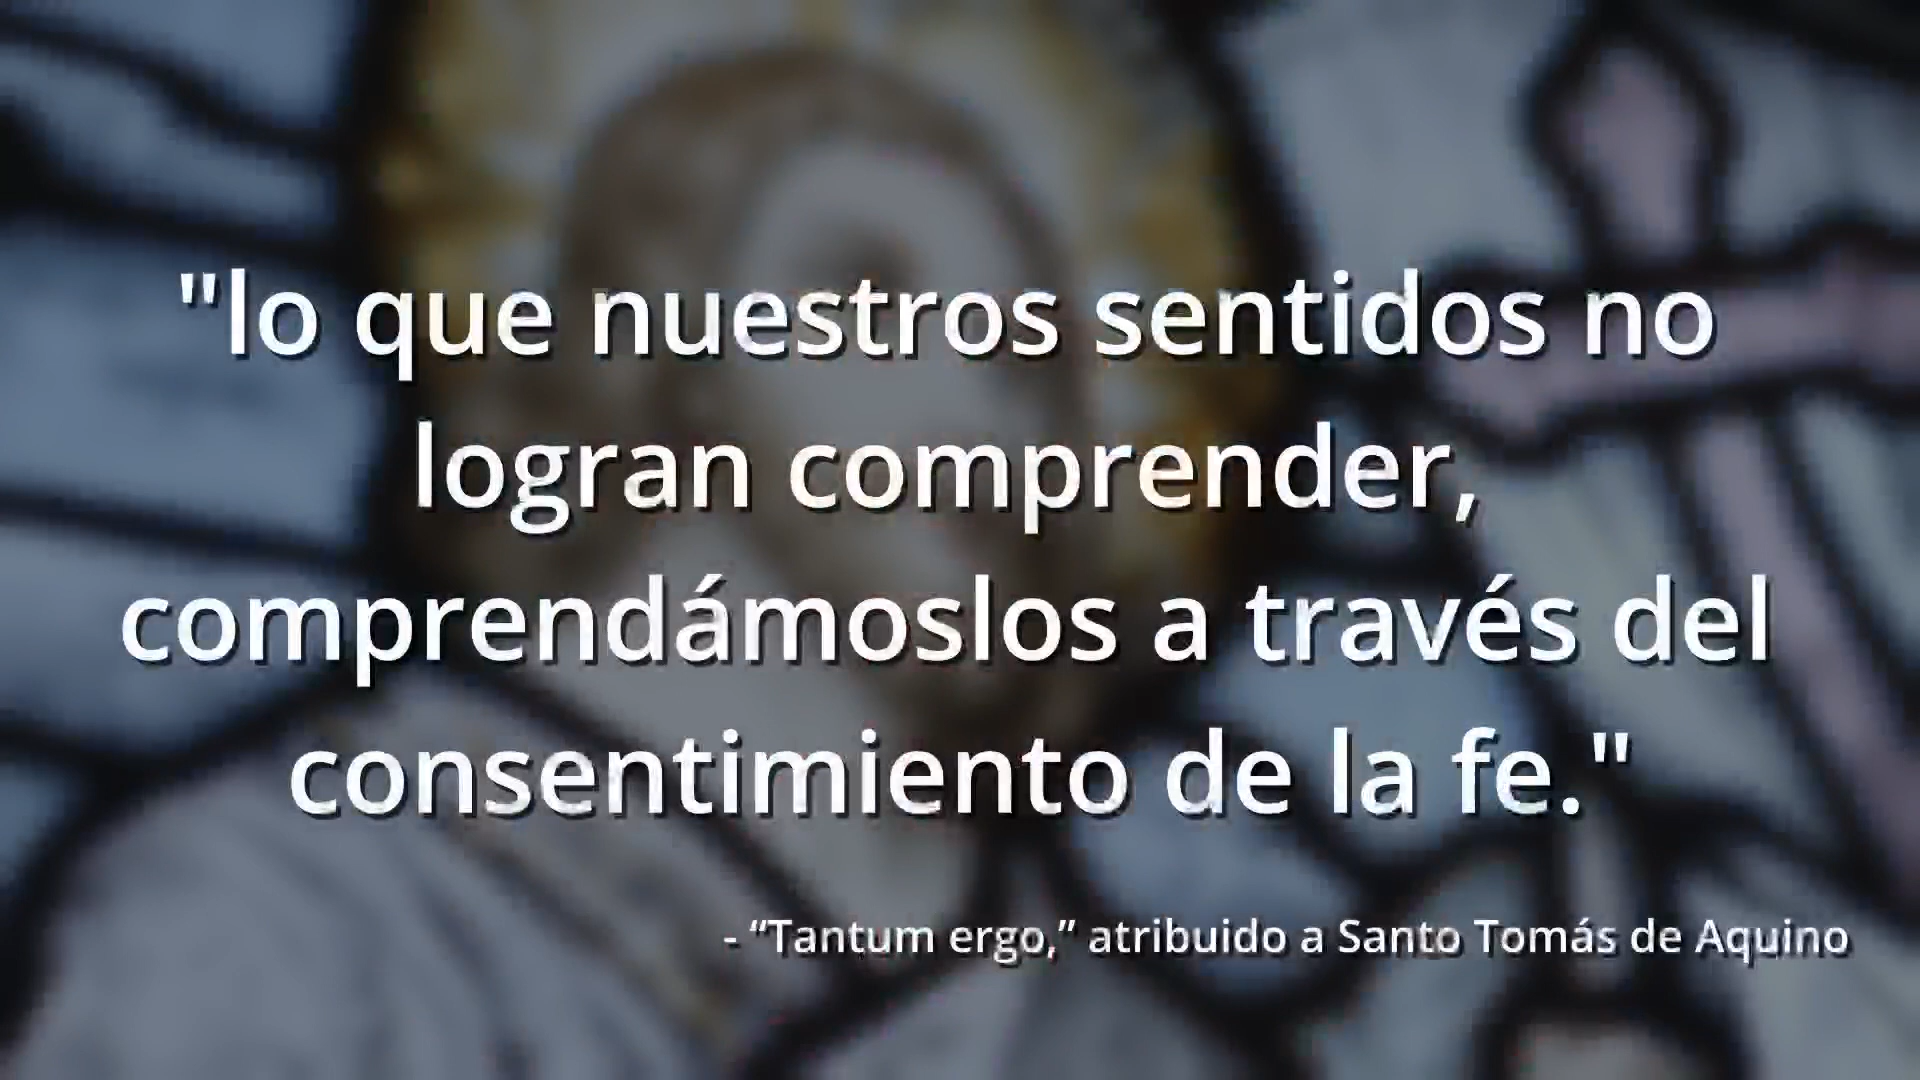 "lo que nuestros sentidos no
logran comprender,
comprendámoslos a través del
consentimiento de la fe."
- “Tantum ergo,” atribuido a Santo Tomás de Aquino